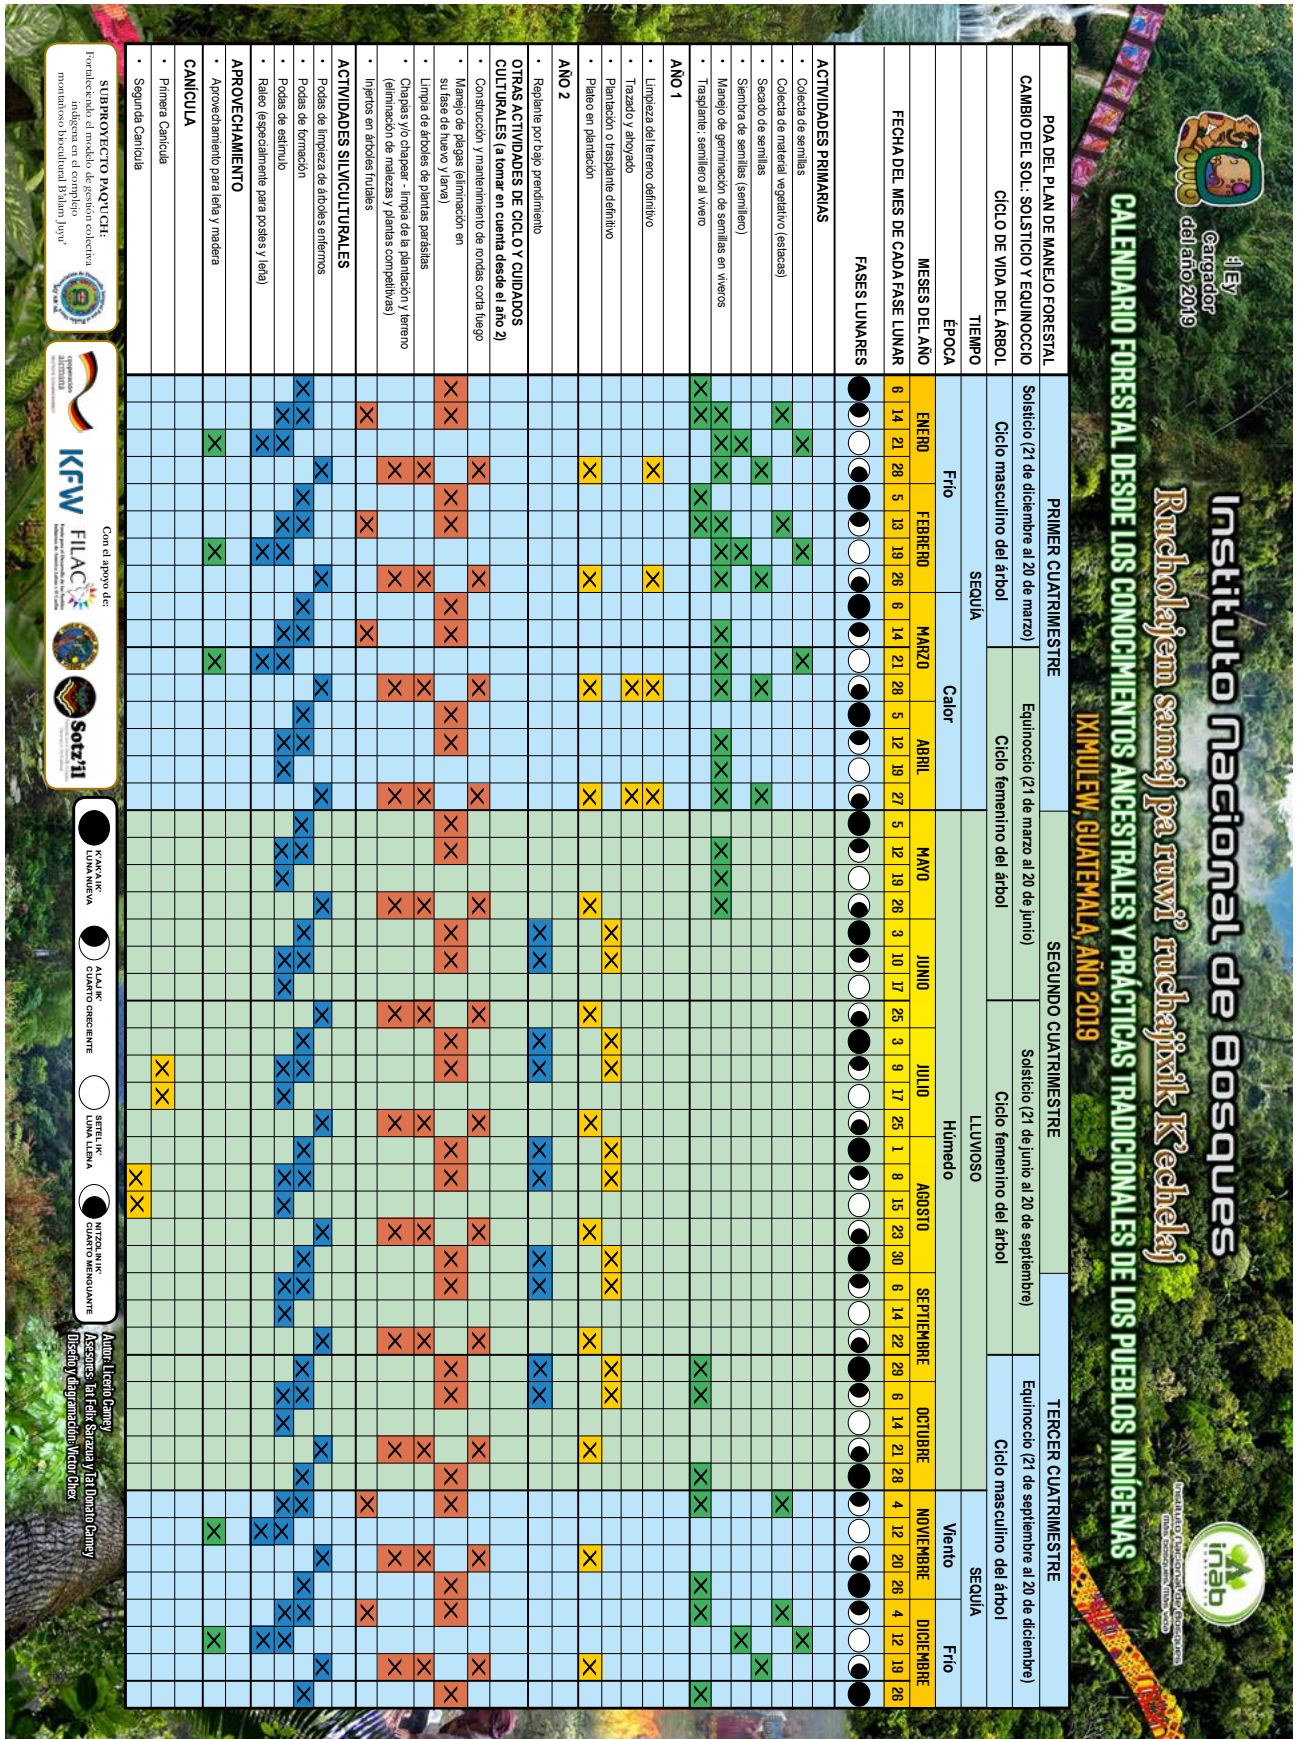 Instituto Nacional de Bosques
Rucholajem samaj pa ruwi' ruchajixik K'echelaj
CALENDARIO FORESTAL DESDE LOS CONOCIMIENTOS ANCESTRALES Y PRÁCTICAS TRADICIONALES DE LOS PUEBLOS INDÍGENAS
IXIMULEW, GUATEMALA, AÑO 2019
Cargador
del año 2019
inab
Instituto Nacional de Bosques
Más bosques, más vida
POA DEL PLAN DE MANEJO FORESTAL PRIMER CUATRIMESTRE SEGUNDO CUATRIMESTRE TERCER CUATRIMESTRE
CAMBIO DEL SOL: SOLSTICIO Y EQUINOCCIO Solsticio (21 de diciembre al 20 de marzo) Equinoccio (21 de marzo al 20 de junio) Solsticio (21 de junio al 20 de septiembre) Equinoccio (21 de septiembre al 20 de diciembre)
CÍCLO DE VIDA DEL ÁRBOL Ciclo masculino del árbol Ciclo femenino del árbol Ciclo femenino del árbol Ciclo masculino del árbol
TIEMPO SEQUÍA LLUVIOSO SEQUÍA
ÉPOCA Frío Calor Húmedo Viento Frío
MESES DEL AÑO ENERO FEBRERO MARZO ABRIL MAYO JUNIO JULIO AGOSTO SEPTIEMBRE OCTUBRE NOVIEMBRE DICIEMBRE
FECHA DEL MES DE CADA FASE LUNAR 6 14 21 28 5 13 19 26 6 14 21 28 5 12 19 27 5 12 19 26 3 10 17 25 3 9 17 25 1 8 15 23 30 6 14 22 29 6 14 21 28 4 12 20 26 4 12 19 26
FASES LUNARES
ACTIVIDADES PRIMARIAS
• Colecta de semillas X X X X
• Colecta de material vegetativo (estacas) X X X X
• Secado de semillas X X X X X
• Siembra de semillas (semillero) X X X
• Manejo de germinación de semillas en viveros X X X X X X X X X X X X X X X
• Trasplante; semillero al vivero X X X X X X X X X X X X
AÑO 1
• Limpieza del terreno definitivo X X X X
• Trazado y ahoyado X X
• Plantación o trasplante definitivo X X X X X X X X X X
• Plateo en plantación X X X X X X X X X X X X
AÑO 2
• Replante por bajo prendimiento X X X X X X X X X X
OTRAS ACTIVIDADES DE CICLO Y CUIDADOS
CULTURALES (a tomar en cuenta desde el año 2)
• Construcción y mantenimiento de rondas corta fuego X X X X X X X X X X X X
• Manejo de plagas (eliminación en
su fase de huevo y larva) X X X X X X X X X X X X X X X X X X X X X X X X X
• Limpia de árboles de plantas parásitas X X X X X X X X X X X X
• Chapias y/o chapear - limpia de la plantación y terreno
(eliminación de malezas y plantas competitivas) X X X X X X X X X X X X
• Injertos en árboles frutales X X X X X
ACTIVIDADES SILVICULTURALES
• Podas de limpieza de árboles enfermos X X X X X X X X X X X X
• Podas de formación X X X X X X X X X X X X X X X X X X X X X X X X X
• Podas de estimulo X X X X X X X X X X X X X X X X X X X X X X X X
• Raleo (especialmente para postes y leña) X X X X X
APROVECHAMIENTO
• Aprovechamiento para leña y madera X X X X X
CANÍCULA
• Primera Canícula X X
• Segunda Canícula X X
SUBPROYECTO PAQUCH:
Fortaleciendo el modelo de gestión colectiva
indígena en el complejo
montañoso biocultural B'alam Juyu'
Con el apoyo de:
cooperación
alemana
KFW
FILAC
Sotz'il
K'AK'A IK'
LUNA NUEVA
ALAJ IK'
CUARTO CRECIENTE
SETEL IK'
LUNA LLENA
NITZOLIN IK'
CUARTO MENGUANTE
Autor: Licerio Camey
Asesores: Tat Felix Sarazua y Tat Donato Camey
Diseño y diagramación: Victor Chex